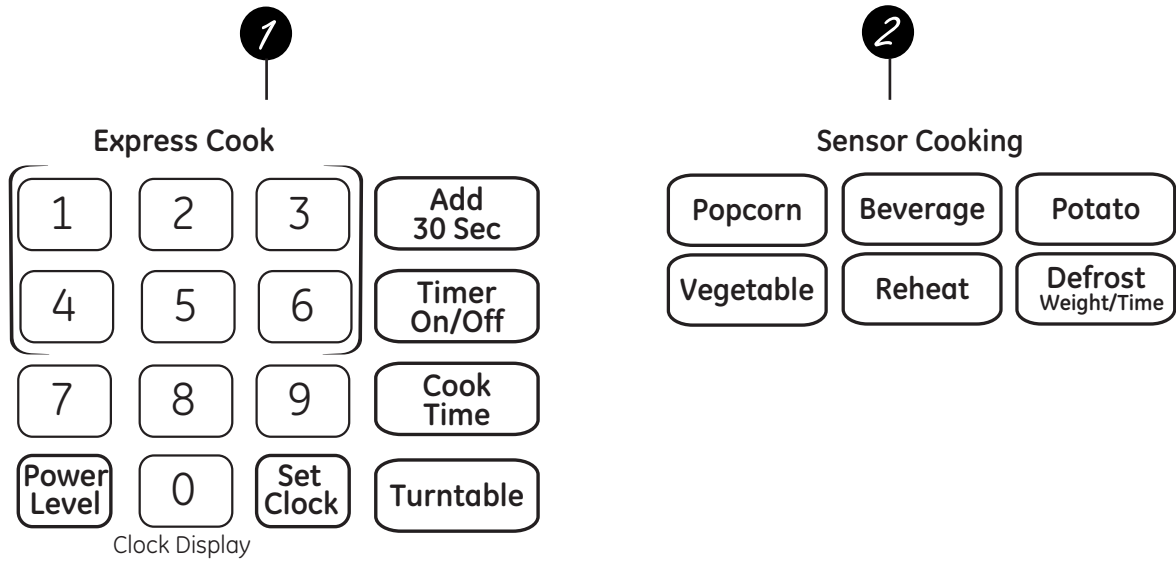 1
Express Cook
1 2 3 Add
30 Sec
4 5 6 Timer
On/Off
7 8 9 Cook
Time
Power
Level 0 Set
Clock Turntable
Clock Display
2
Sensor Cooking
Popcorn Beverage Potato
Vegetable Reheat Defrost
Weight/Time